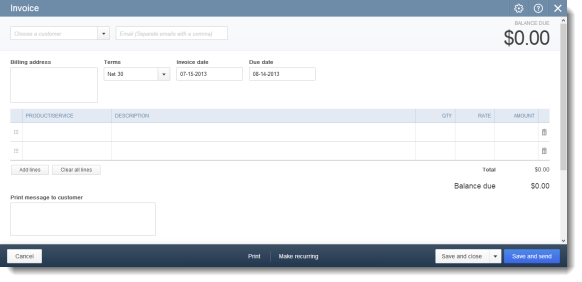 Invoice
BALANCE DUE
$0.00
Choose a customer
Email (Separate emails with a comma)
Billing address Terms Invoice date Due date
Net 30 07-15-2013 08-14-2013
PRODUCT/SERVICE DESCRIPTION QTY RATE AMOUNT
Add lines Clear all lines Total $0.00
Balance due $0.00
Print message to customer
Cancel Print Make recurring Save and close Save and send